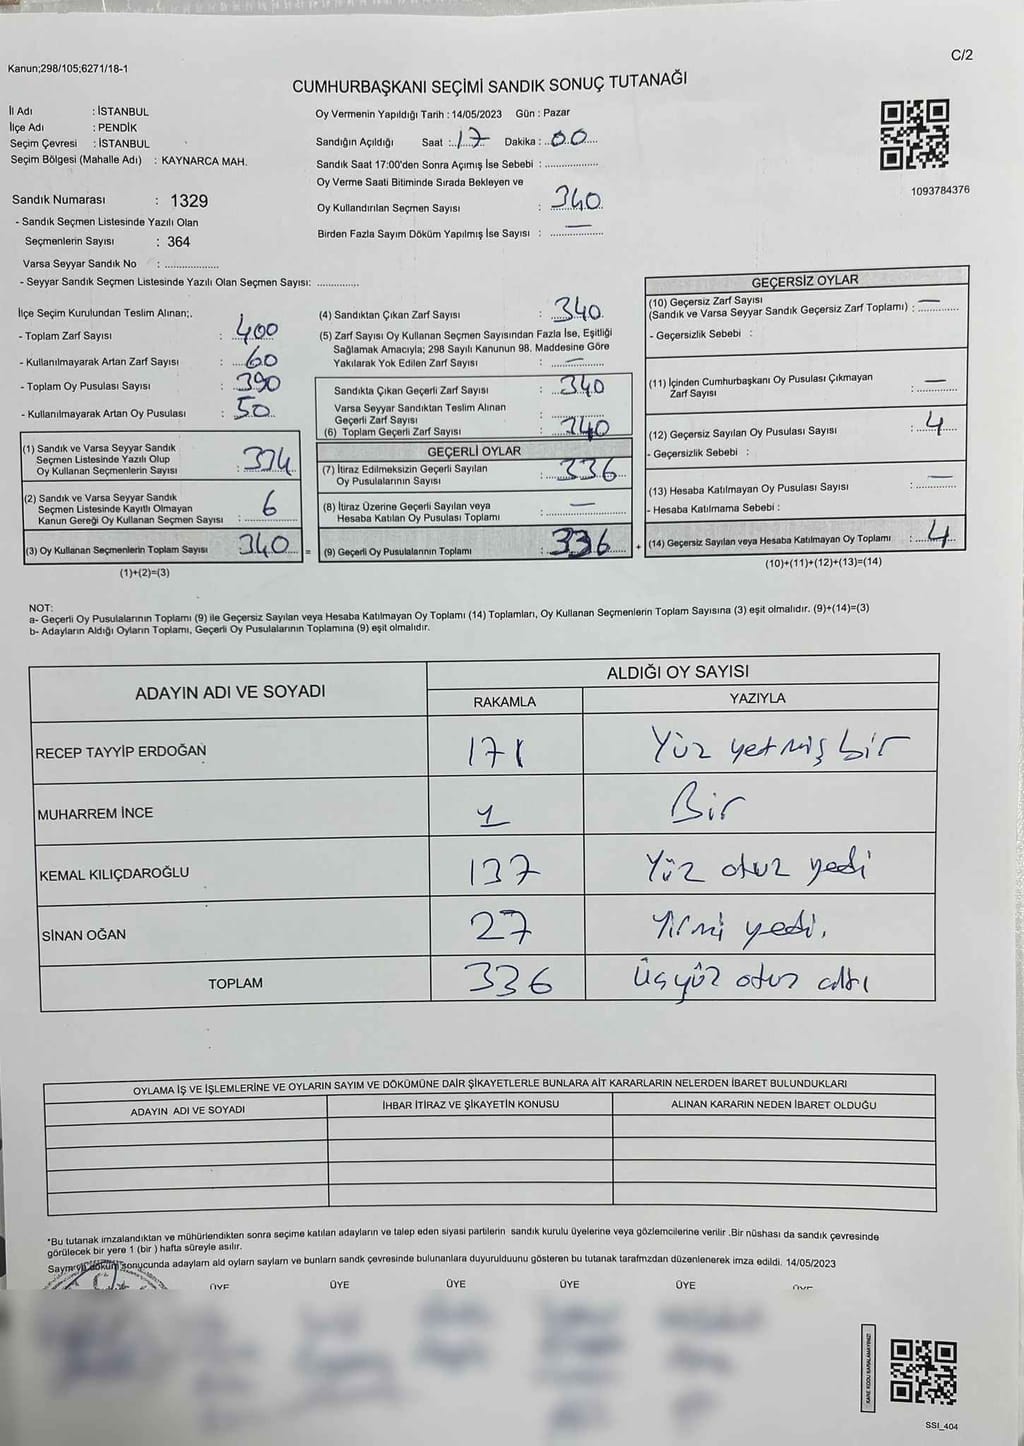 Kanun;298/105;6271/18-1
C/2
CUMHURBAŞKANI SEÇİMİ SANDIK SONUÇ TUTANAĞI
İl Adı : İSTANBUL
İlçe Adı : PENDİK
Seçim Çevresi : İSTANBUL
Seçim Bölgesi (Mahalle Adı) : KAYNARCA MAH.
Sandık Numarası : 1329
- Sandık Seçmen Listesinde Yazılı Olan
Seçmenlerin Sayısı : 364
Varsa Seyyar Sandık No : ...................
- Seyyar Sandık Seçmen Listesinde Yazılı Olan Seçmen Sayısı: ..............
Oy Vermenin Yapıldığı Tarih : 14/05/2023 Gün : Pazar
Sandığın Açıldığı Saat : 17 Dakika : 00
Sandık Saat 17:00'den Sonra Açımış İse Sebebi : ..................
Oy Verme Saati Bitiminde Sırada Bekleyen ve
Oy Kullandırılan Seçmen Sayısı : 340
Birden Fazla Sayım Döküm Yapılmış İse Sayısı : —
1093784376
İlçe Seçim Kurulundan Teslim Alınan;.
- Toplam Zarf Sayısı : 400
- Kullanılmayarak Artan Zarf Sayısı : 60
- Toplam Oy Pusulası Sayısı : 390
- Kullanılmayarak Artan Oy Pusulası : 50
(1) Sandık ve Varsa Seyyar Sandık
Seçmen Listesinde Yazılı Olup
Oy Kullanan Seçmenlerin Sayısı : 334
(2) Sandık ve Varsa Seyyar Sandık
Seçmen Listesinde Kayıtlı Olmayan
Kanun Gereği Oy Kullanan Seçmen Sayısı : 6
(3) Oy Kullanan Seçmenlerin Toplam Sayısı : 340 =
(1)+(2)=(3)
(4) Sandıktan Çıkan Zarf Sayısı : 340
(5) Zarf Sayısı Oy Kullanan Seçmen Sayısından Fazla İse, Eşitliği
Sağlamak Amacıyla; 298 Sayılı Kanunun 98. Maddesine Göre
Yakılarak Yok Edilen Zarf Sayısı : —
Sandıkta Çıkan Geçerli Zarf Sayısı : 340
Varsa Seyyar Sandıktan Teslim Alınan
Geçerli Zarf Sayısı : ..................
(6) Toplam Geçerli Zarf Sayısı : 340
GEÇERLİ OYLAR
(7) İtiraz Edilmeksizin Geçerli Sayılan
Oy Pusulalarının Sayısı : 336
(8) İtiraz Üzerine Geçerli Sayılan veya
Hesaba Katılan Oy Pusulası Toplamı : —
(9) Geçerli Oy Pusulalarının Toplamı : 336 +
GEÇERSİZ OYLAR
(10) Geçersiz Zarf Sayısı
(Sandık ve Varsa Seyyar Sandık Geçersiz Zarf Toplamı) : —
- Geçersizlik Sebebi :
(11) İçinden Cumhurbaşkanı Oy Pusulası Çıkmayan
Zarf Sayısı : —
(12) Geçersiz Sayılan Oy Pusulası Sayısı : 4
- Geçersizlik Sebebi :
(13) Hesaba Katılmayan Oy Pusulası Sayısı : —
- Hesaba Katılmama Sebebi :
(14) Geçersiz Sayılan veya Hesaba Katılmayan Oy Toplamı : 4
(10)+(11)+(12)+(13)=(14)
NOT:
a- Geçerli Oy Pusulalarının Toplamı (9) ile Geçersiz Sayılan veya Hesaba Katılmayan Oy Toplamı (14) Toplamları, Oy Kullanan Seçmenlerin Toplam Sayısına (3) eşit olmalıdır. (9)+(14)=(3)
b- Adayların Aldığı Oyların Toplamı, Geçerli Oy Pusulalarının Toplamına (9) eşit olmalıdır.
ADAYIN ADI VE SOYADI
ALDIĞI OY SAYISI
RAKAMLA YAZIYLA
RECEP TAYYİP ERDOĞAN 171 Yüz yetmiş bir
MUHARREM İNCE 1 Bir
KEMAL KILIÇDAROĞLU 137 Yüz otuz yedi
SİNAN OĞAN 27 Yirmi yedi.
TOPLAM 336 Üçyüz otuz altı
OYLAMA İŞ VE İŞLEMLERİNE VE OYLARIN SAYIM VE DÖKÜMÜNE DAİR ŞİKAYETLERLE BUNLARA AİT KARARLARIN NELERDEN İBARET BULUNDUKLARI
ADAYIN ADI VE SOYADI İHBAR İTİRAZ VE ŞİKAYETİN KONUSU ALINAN KARARIN NEDEN İBARET OLDUĞU
*Bu tutanak imzalandıktan ve mühürlendikten sonra seçime katılan adayların ve talep eden siyasi partilerin sandık kurulu üyelerine veya gözlemcilerine verilir .Bir nüshası da sandık çevresinde
görülecek bir yere 1 (bir ) hafta süreyle asılır.
Saym ve döküm sonucunda adaylarn ald oylarn saylarn ve bunlarn sandk çevresinde bulunanlara duyurulduunu gösteren bu tutanak tarafmzdan düzenlenerek imza edildi. 14/05/2023
ÜYE ÜYE ÜYE ÜYE ÜYE ÜYE
KARE KODU KARALAMAYINIZ!
SSI_404